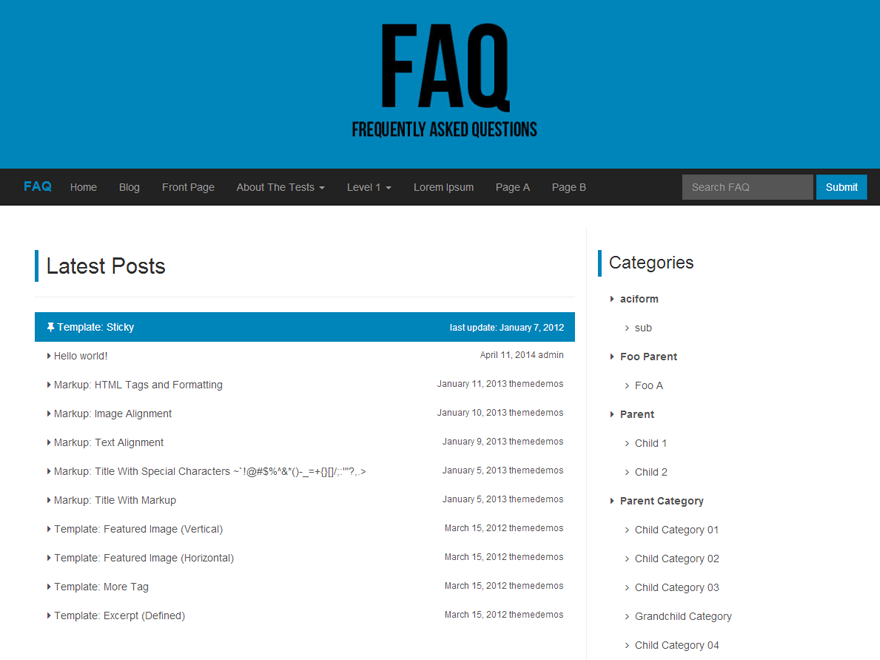 FAQ
FREQUENTLY ASKED QUESTIONS
FAQ Home Blog Front Page About The Tests Level 1 Lorem Ipsum Page A Page B Search FAQ Submit
Latest Posts
Template: Sticky last update: January 7, 2012
Hello world! April 11, 2014 admin
Markup: HTML Tags and Formatting January 11, 2013 themedemos
Markup: Image Alignment January 10, 2013 themedemos
Markup: Text Alignment January 9, 2013 themedemos
Markup: Title With Special Characters ~`!@#$%^&*()-_=+{}[]/;:'"?,.> January 5, 2013 themedemos
Markup: Title With Markup January 5, 2013 themedemos
Template: Featured Image (Vertical) March 15, 2012 themedemos
Template: Featured Image (Horizontal) March 15, 2012 themedemos
Template: More Tag March 15, 2012 themedemos
Template: Excerpt (Defined) March 15, 2012 themedemos
Categories
aciform
sub
Foo Parent
Foo A
Parent
Child 1
Child 2
Parent Category
Child Category 01
Child Category 02
Child Category 03
Grandchild Category
Child Category 04